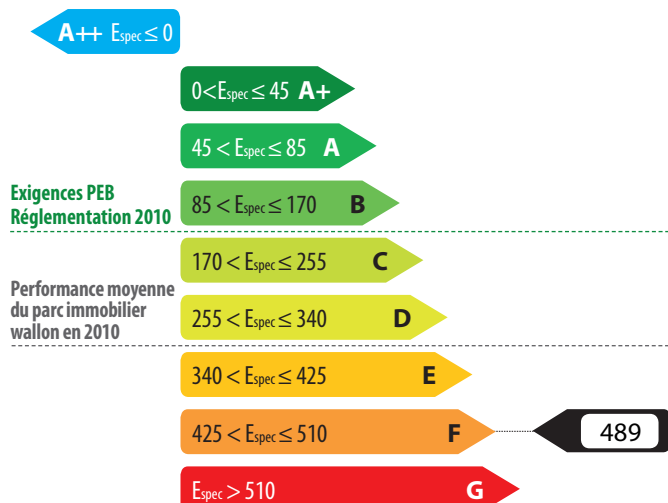 A++ Espec ≤ 0
0<Espec ≤ 45 A+
45 < Espec ≤ 85 A
Exigences PEB
Réglementation 2010
85 < Espec ≤ 170 B
170 < Espec ≤ 255 C
Performance moyenne
du parc immobilier
wallon en 2010
255 < Espec ≤ 340 D
340 < Espec ≤ 425 E
425 < Espec ≤ 510 F 489
Espec > 510 G